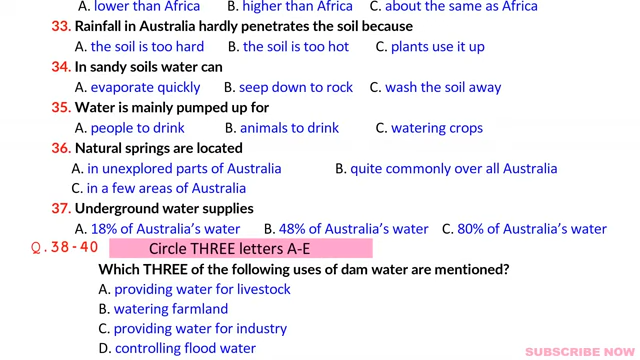 A. lower than Africa B. higher than Africa C. about the same as Africa
33. Rainfall in Australia hardly penetrates the soil because
A. the soil is too hard B. the soil is too hot C. plants use it up
34. In sandy soils water can
A. evaporate quickly B. seep down to rock C. wash the soil away
35. Water is mainly pumped up for
A. people to drink B. animals to drink C. watering crops
36. Natural springs are located
A. in unexplored parts of Australia B. quite commonly over all Australia
C. in a few areas of Australia
37. Underground water supplies
A. 18% of Australia's water B. 48% of Australia's water C. 80% of Australia's water
Q.38-40 Circle THREE letters A-E
Which THREE of the following uses of dam water are mentioned?
A. providing water for livestock
B. watering farmland
C. providing water for industry
D. controlling flood water
SUBSCRIBE NOW